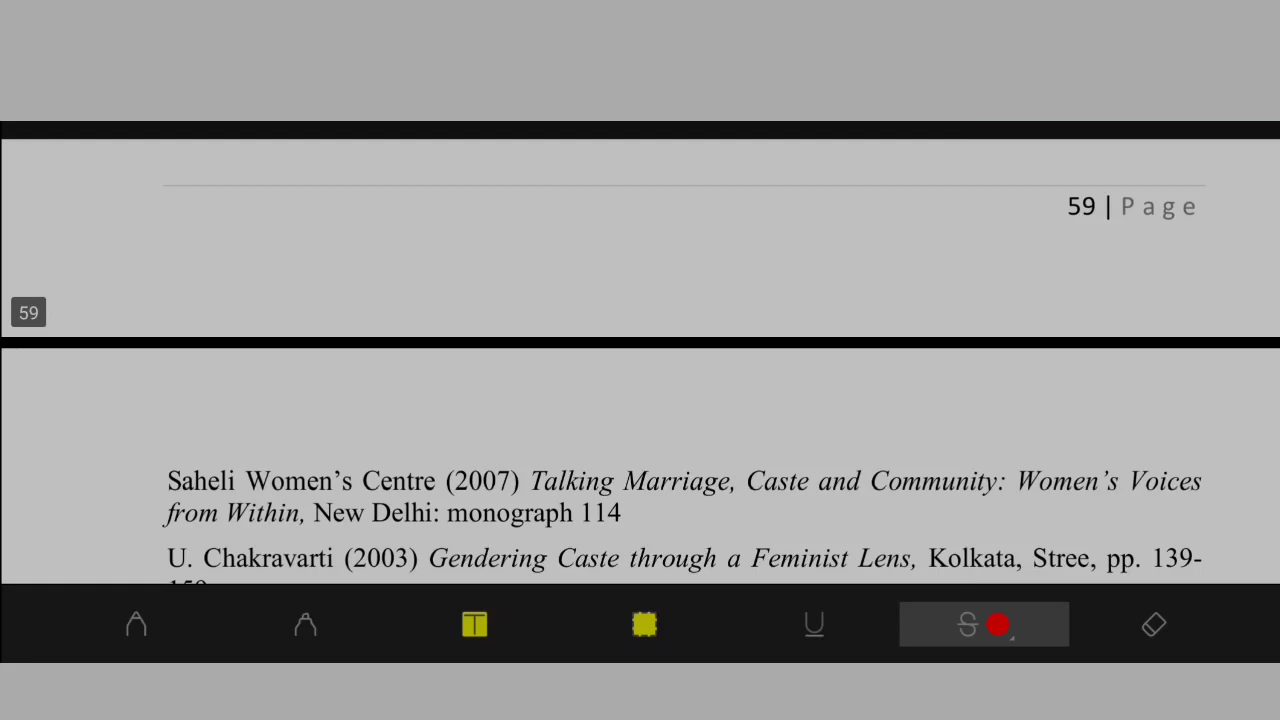 59 | Page
59
Saheli Women’s Centre (2007) Talking Marriage, Caste and Community: Women’s Voices
from Within, New Delhi: monograph 114
U. Chakravarti (2003) Gendering Caste through a Feminist Lens, Kolkata, Stree, pp. 139-
T
U
S